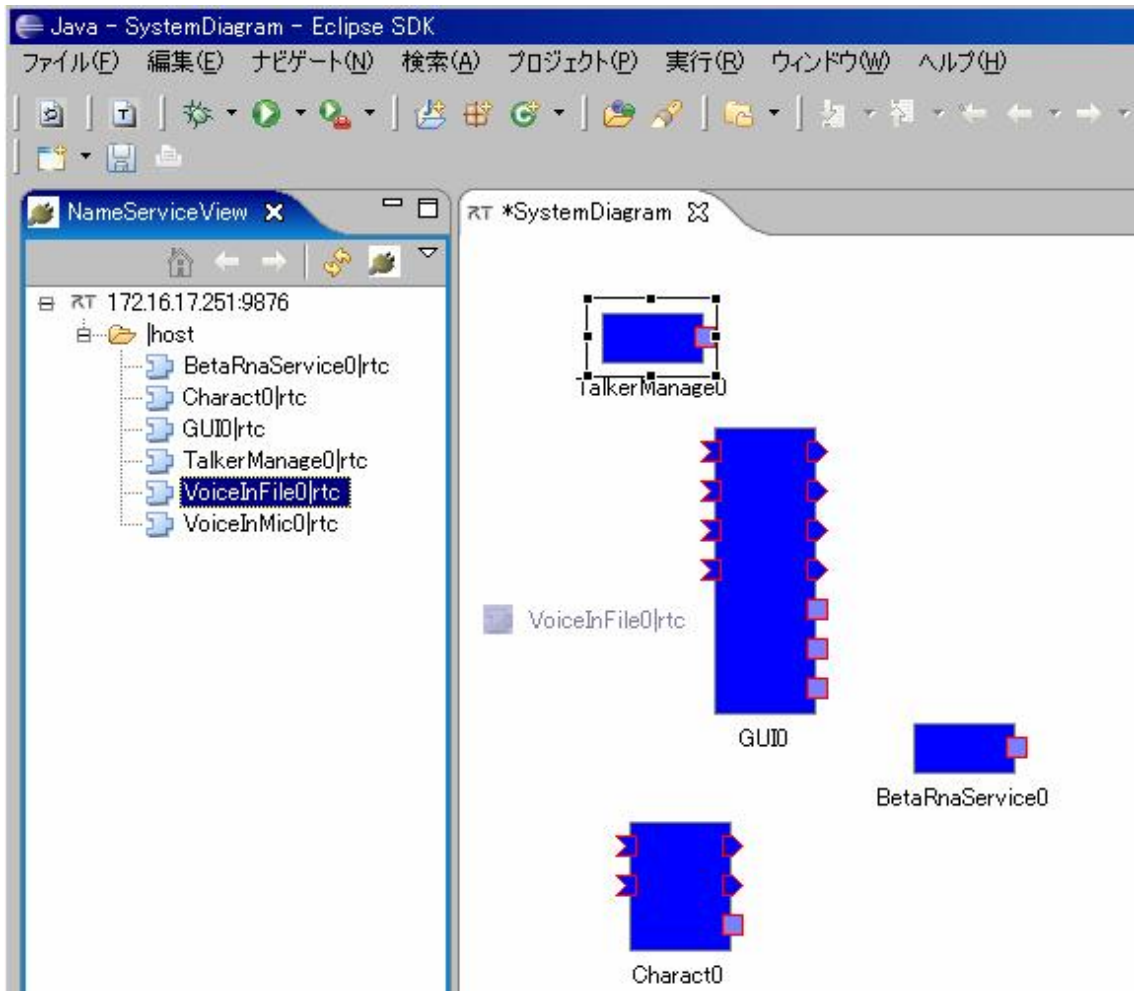 Java - SystemDiagram - Eclipse SDK
ファイル(F) 編集(E) ナビゲート(N) 検索(A) プロジェクト(P) 実行(R) ウィンドウ(W) ヘルプ(H)
NameServiceView
RT *SystemDiagram
RT 172.16.17.251:9876
|host
BetaRnaService0|rtc
Charact0|rtc
GUI0|rtc
TalkerManage0|rtc
VoiceInFile0|rtc
VoiceInMic0|rtc
TalkerManage0
VoiceInFile0|rtc
GUI0
BetaRnaService0
Charact0